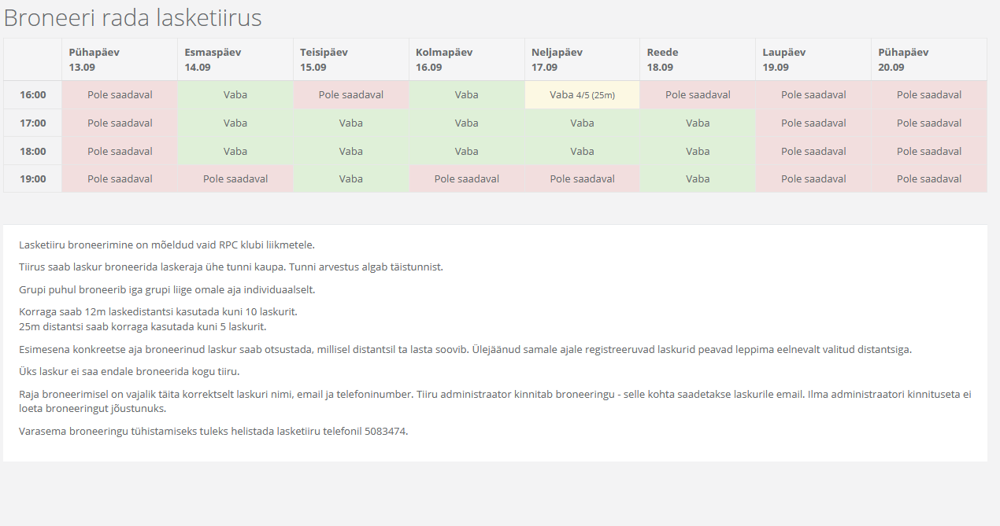 Broneeri rada lasketiirus
Pühapäev Esmaspäev Teisipäev Kolmapäev Neljapäev Reede Laupäev Pühapäev
13.09 14.09 15.09 16.09 17.09 18.09 19.09 20.09
16:00 Pole saadaval Vaba Pole saadaval Vaba Vaba 4/5 (25m) Pole saadaval Pole saadaval Pole saadaval
17:00 Pole saadaval Vaba Vaba Vaba Vaba Vaba Pole saadaval Pole saadaval
18:00 Pole saadaval Vaba Vaba Vaba Vaba Vaba Pole saadaval Pole saadaval
19:00 Pole saadaval Pole saadaval Vaba Pole saadaval Pole saadaval Vaba Pole saadaval Pole saadaval
Lasketiiru broneerimine on mõeldud vaid RPC klubi liikmetele.
Tiirus saab laskur broneerida laskeraja ühe tunni kaupa. Tunni arvestus algab täistunnist.
Grupi puhul broneerib iga grupi liige omale aja individuaalselt.
Korraga saab 12m laskedistantsi kasutada kuni 10 laskurit.
25m distantsi saab korraga kasutada kuni 5 laskurit.
Esimesena konkreetse aja broneerinud laskur saab otsustada, millisel distantsil ta lasta soovib. Ülejäänud samale ajale registreeruvad laskurid peavad leppima eelnevalt valitud distantsiga.
Üks laskur ei saa endale broneerida kogu tiiru.
Raja broneerimisel on vajalik täita korrektselt laskuri nimi, email ja telefoninumber. Tiiru administraator kinnitab broneeringu - selle kohta saadetakse laskurile email. Ilma administraatori kinnituseta ei
loeta broneeringut jõustunuks.
Varasema broneeringu tühistamiseks tuleks helistada lasketiiru telefonil 5083474.